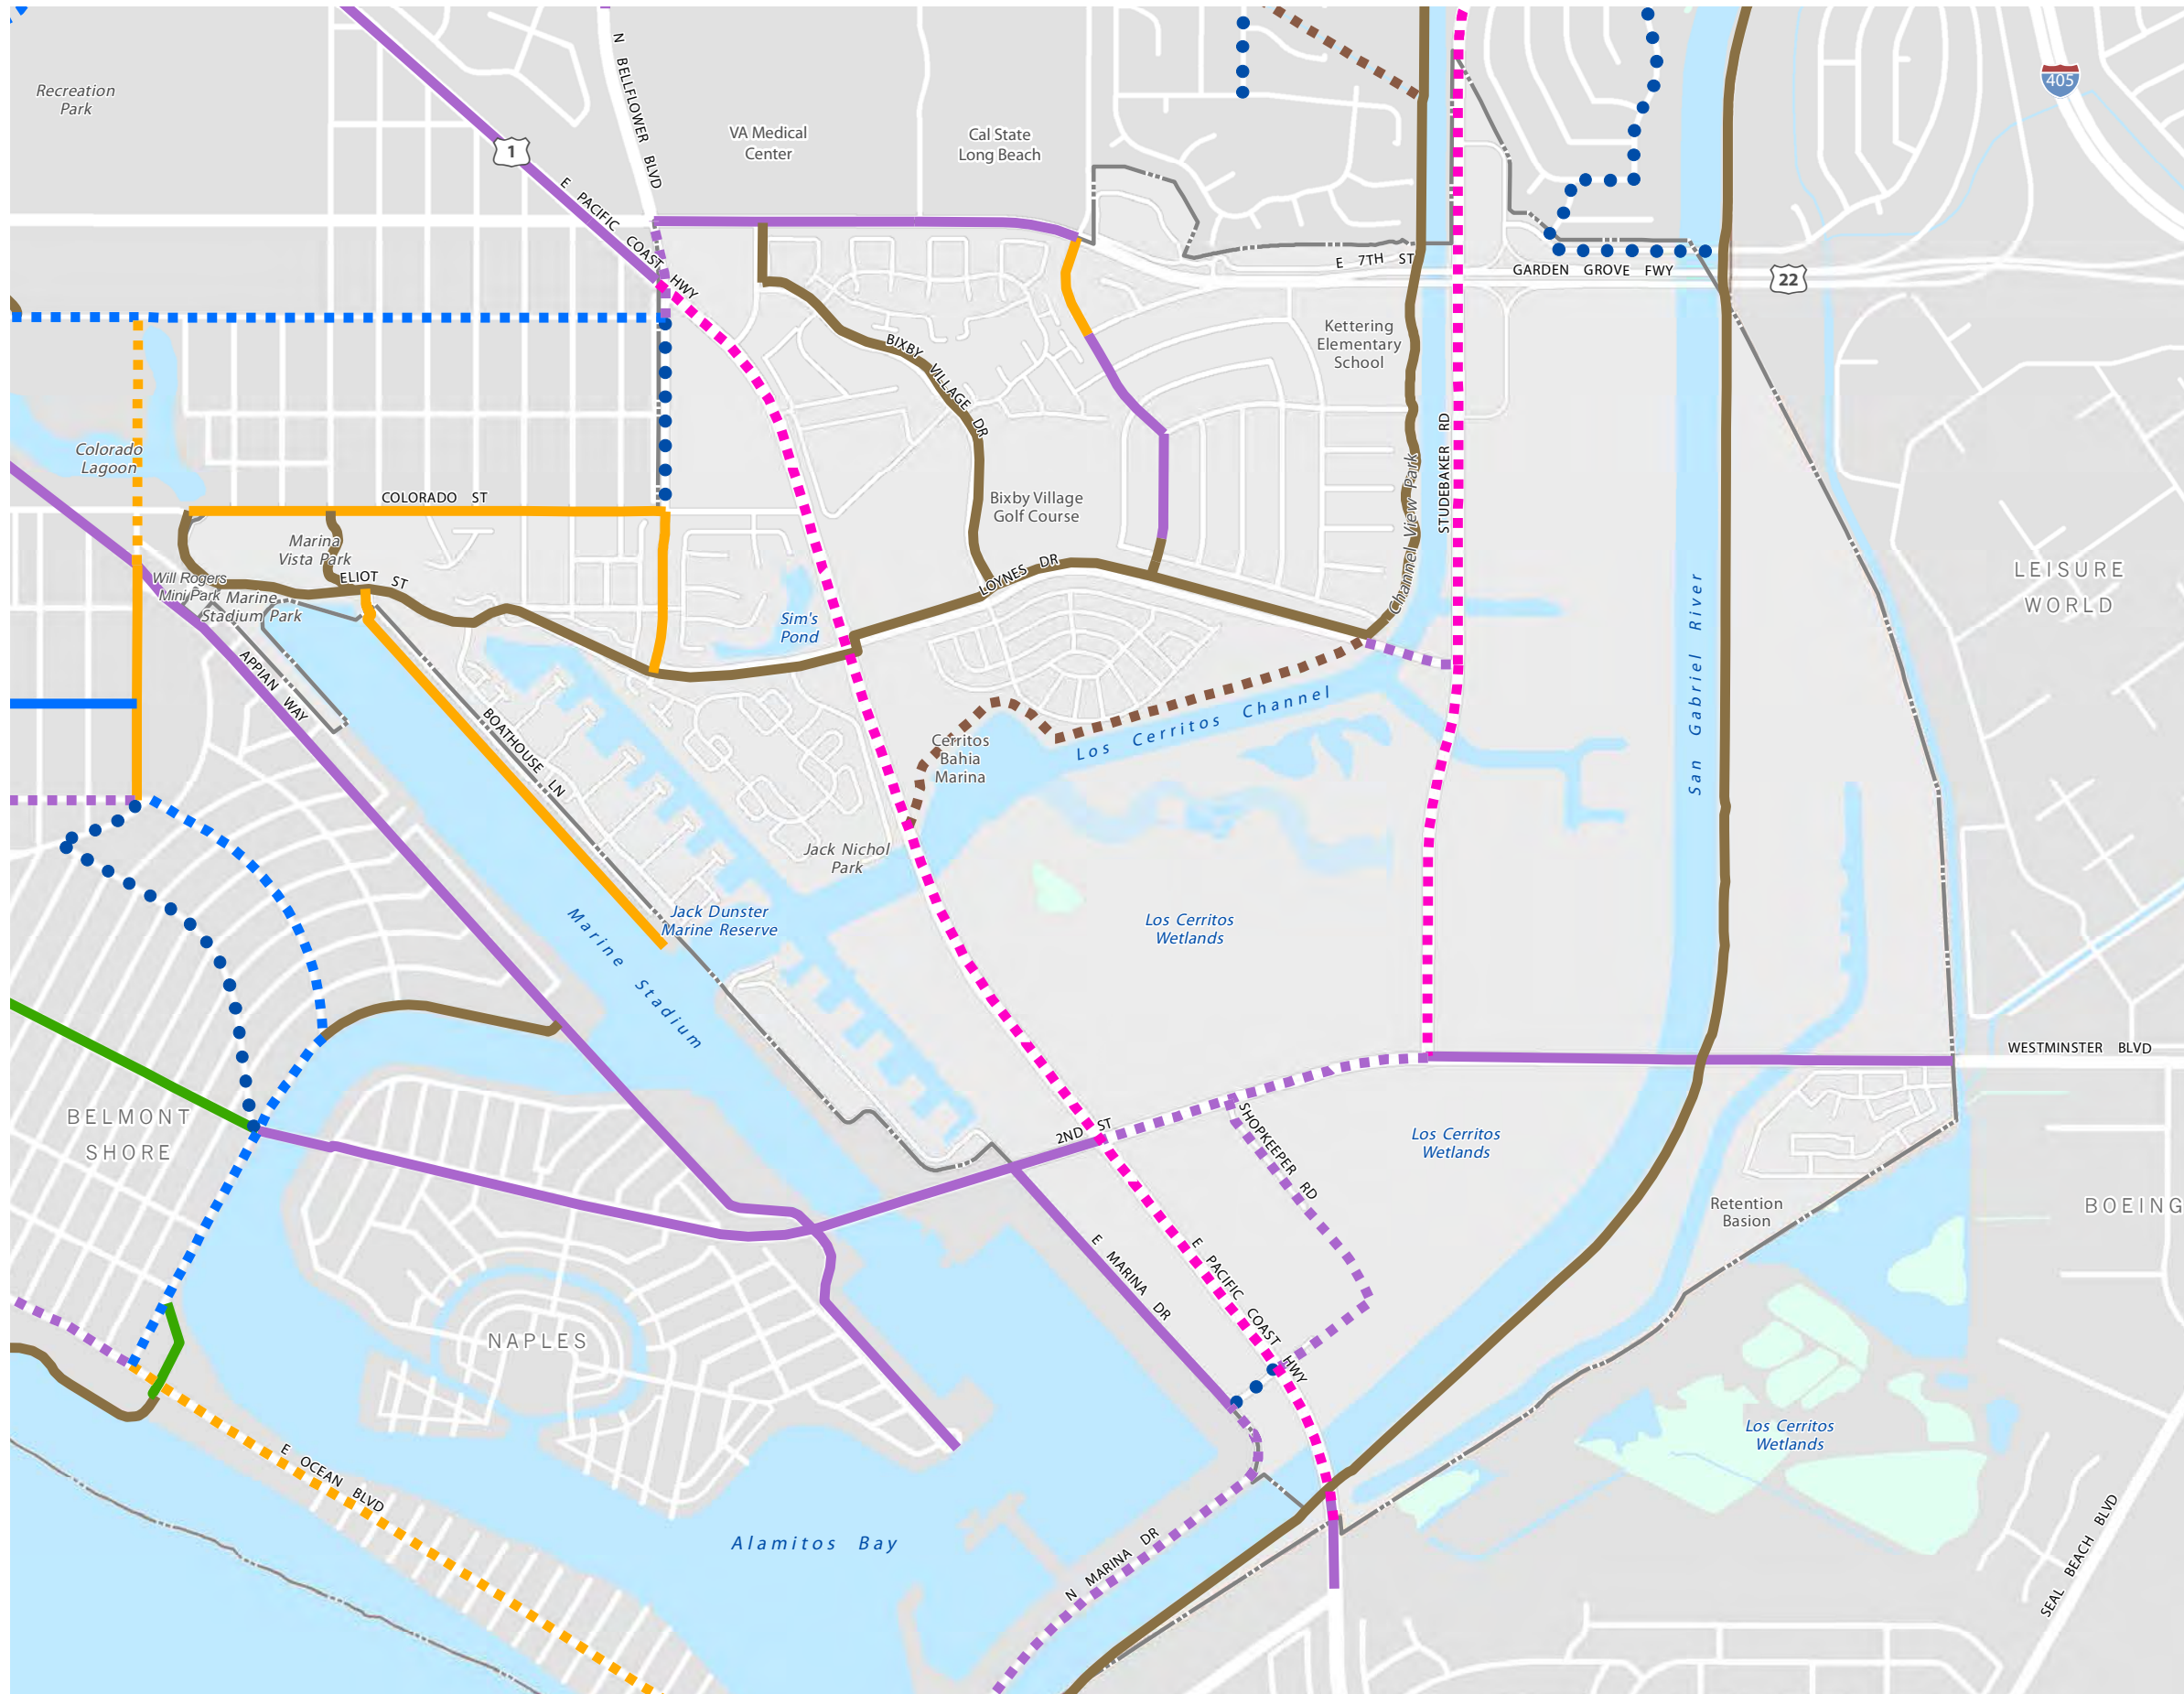 Recreation
Park
N BELLFLOWER BLVD
VA Medical
Center
Cal State
Long Beach
405
1
E PACIFIC COAST HWY
E 7TH ST
GARDEN GROVE FWY
22
Kettering
Elementary
School
BIXBY VILLAGE DR
Colorado
Lagoon
COLORADO ST
Bixby Village
Golf Course
STUDEBAKER RD
Channel View Park
Marina
Vista Park
ELIOT ST
Will Rogers
Mini Park
Marine
Stadium Park
LOYNES DR
Sim's
Pond
LEISURE
WORLD
San Gabriel River
APPIAN WAY
BOATHOUSE LN
Los Cerritos Channel
Cerritos
Bahia
Marina
Jack Nichol
Park
Jack Dunster
Marine Reserve
Marine Stadium
Los Cerritos
Wetlands
WESTMINSTER BLVD
BELMONT
SHORE
2ND ST
SHOPKEEPER RD
Los Cerritos
Wetlands
Retention
Basion
BOEING
E MARINA DR
E PACIFIC COAST HWY
NAPLES
Los Cerritos
Wetlands
E OCEAN BLVD
Alamitos Bay
N MARINA DR
SEAL BEACH BLVD